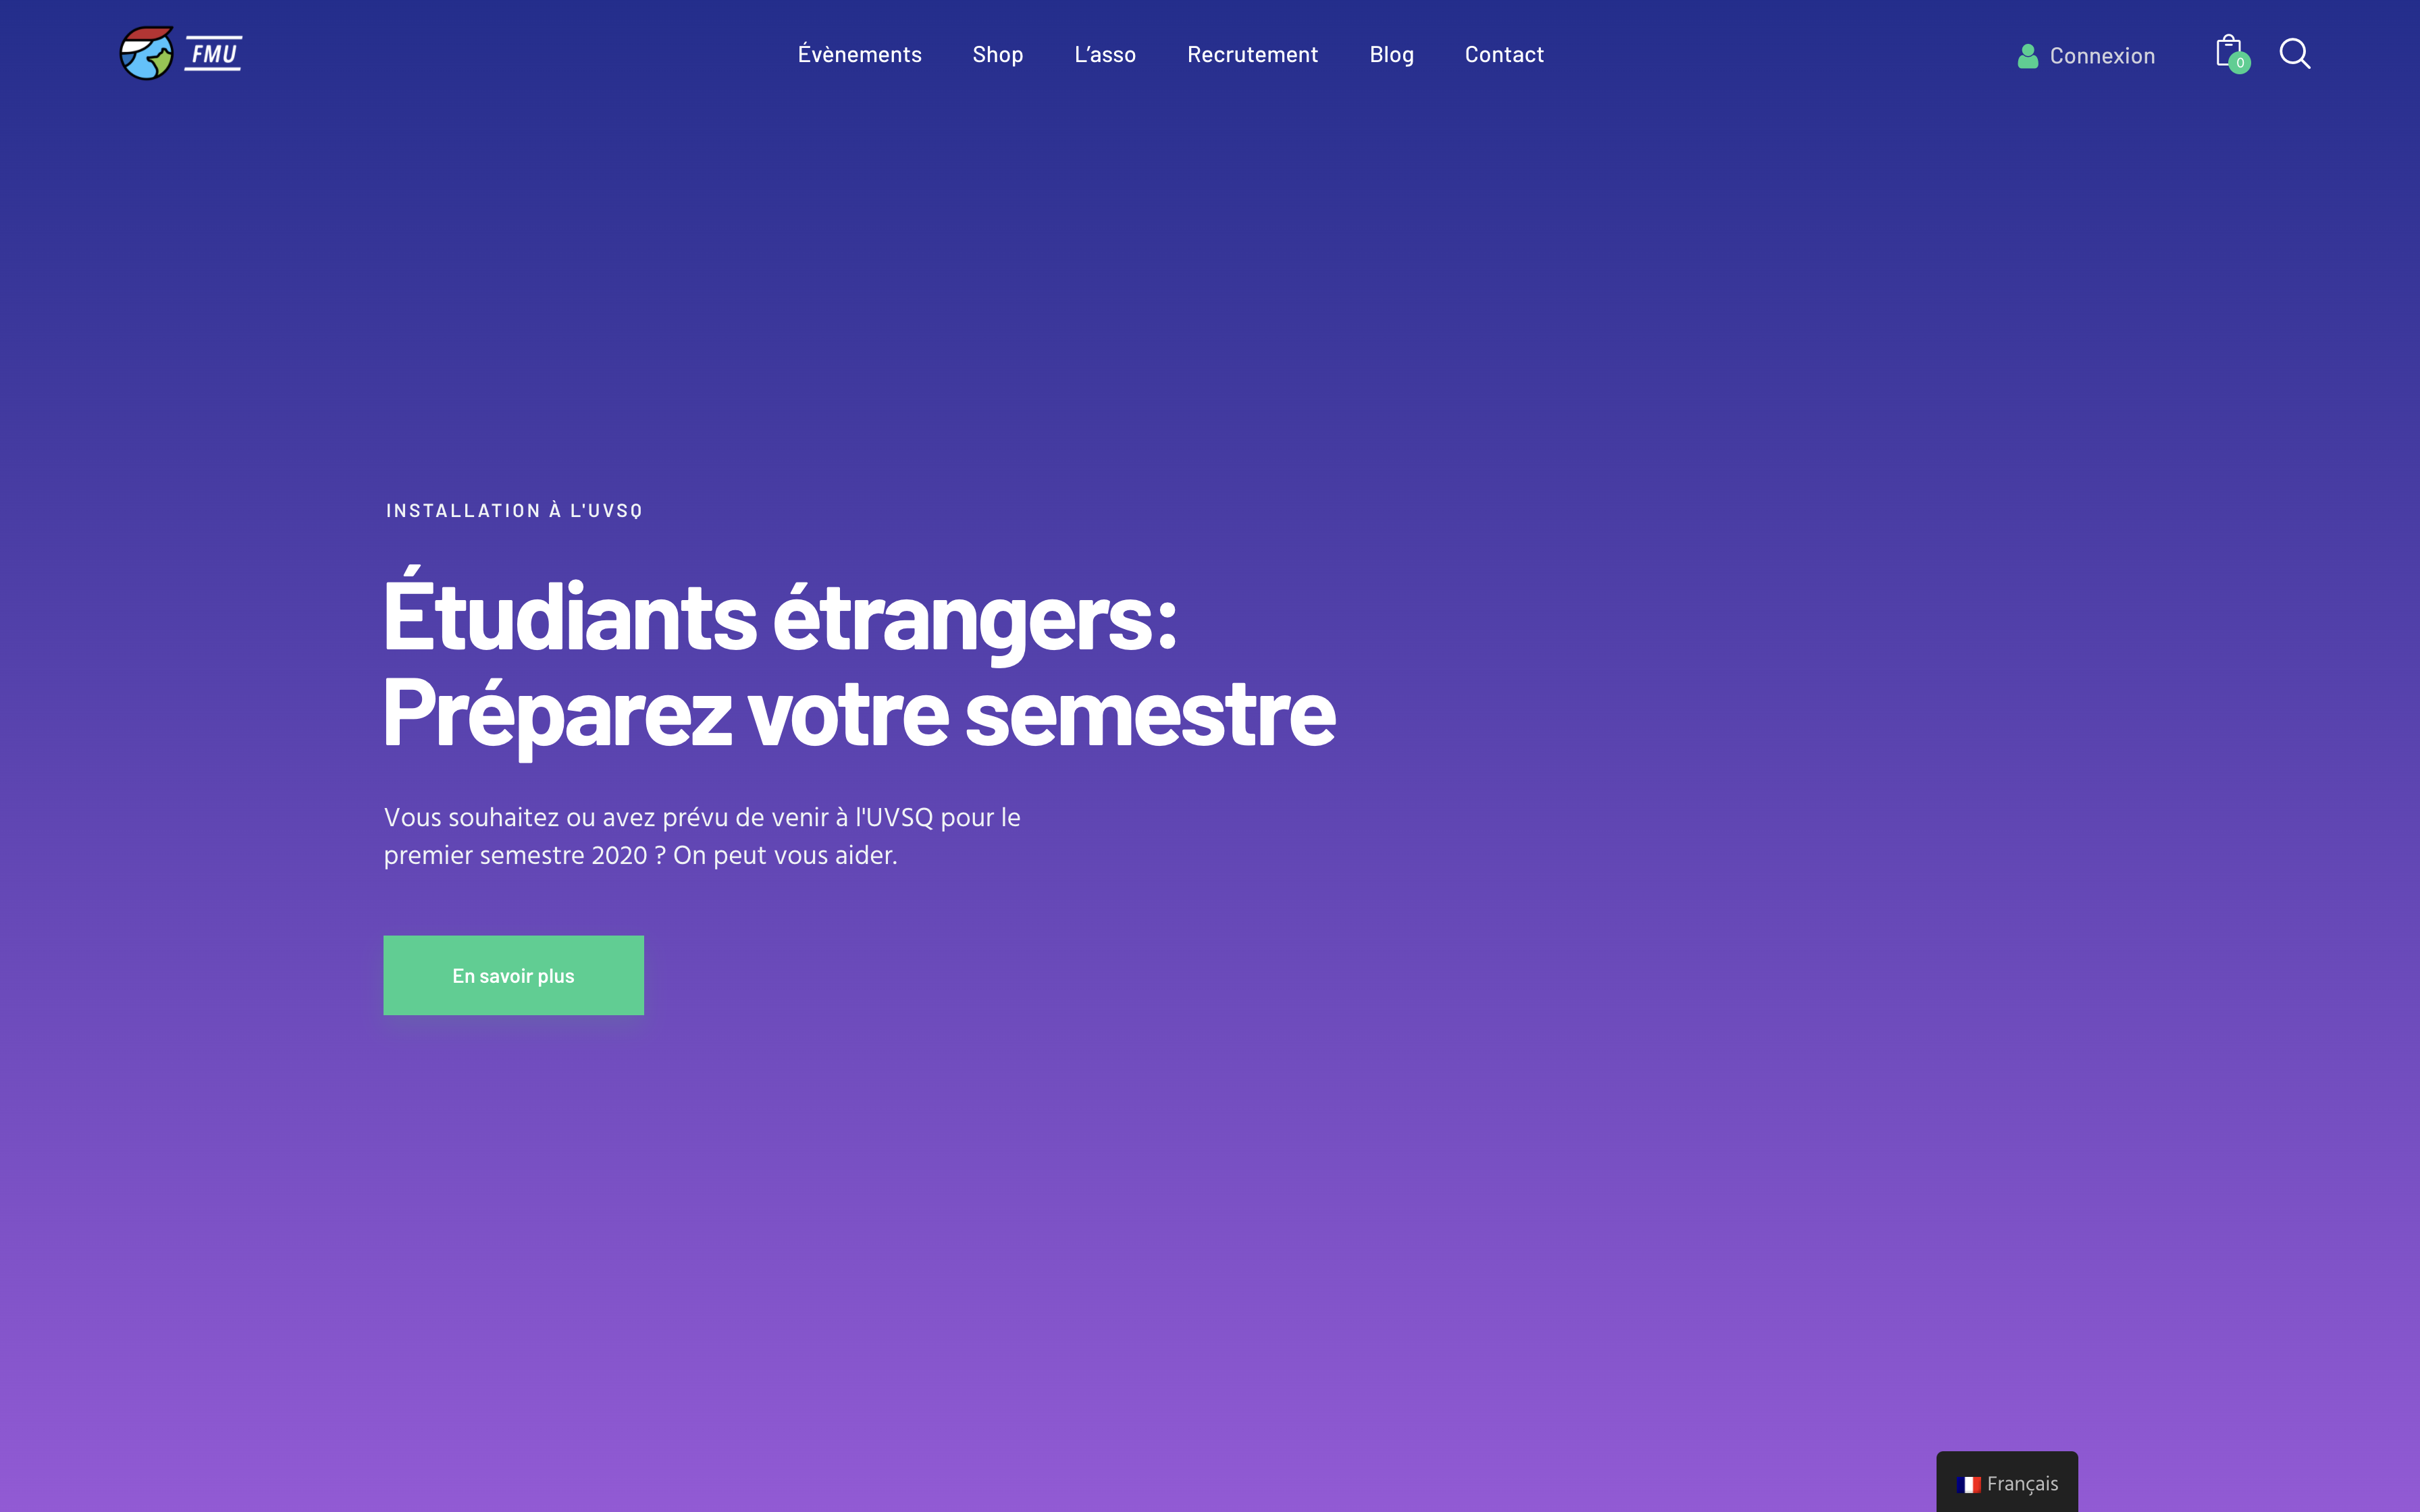 FMU
Évènements
Shop
L’asso
Recrutement
Blog
Contact
Connexion
0
INSTALLATION À L'UVSQ
Étudiants étrangers:
Préparez votre semestre
Vous souhaitez ou avez prévu de venir à l'UVSQ pour le
premier semestre 2020 ? On peut vous aider.
En savoir plus
Français